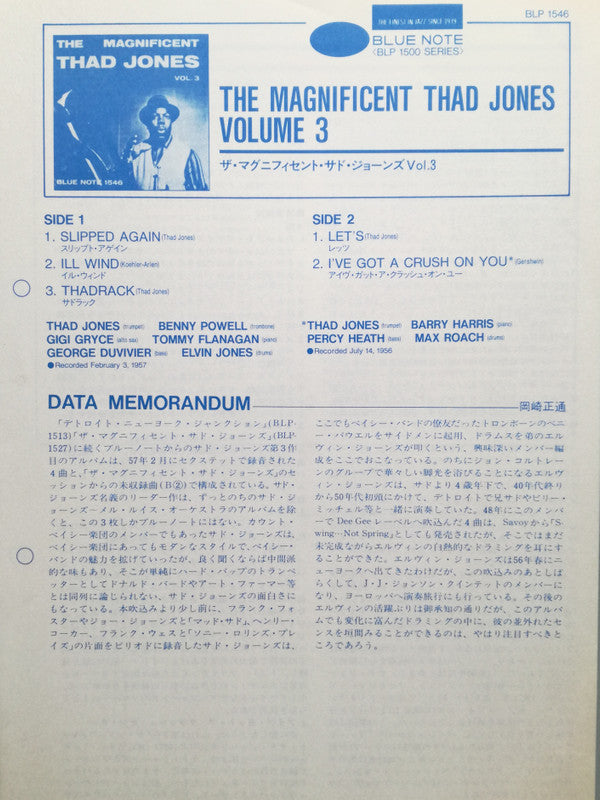 BLP 1546
THE FINEST IN JAZZ SINCE 1939
BLUE NOTE
〈BLP 1500 SERIES〉
THE MAGNIFICENT
THAD JONES
VOL. 3
BLUE NOTE 1546
THE MAGNIFICENT THAD JONES
VOLUME 3
ザ・マグニフィセント・サド・ジョーンズVol.3
SIDE 1
1. SLIPPED AGAIN (Thad Jones)
スリップト・アゲイン
2. ILL WIND (Koehler-Arlen)
イル・ウィンド
3. THADRACK (Thad Jones)
サドラック
SIDE 2
1. LET'S (Thad Jones)
レッツ
2. I'VE GOT A CRUSH ON YOU* (Gershwin)
アイヴ・ガット・ア・クラッシュ・オン・ユー
THAD JONES (trumpet) BENNY POWELL (trombone)
GIGI GRYCE (alto sax) TOMMY FLANAGAN (piano)
GEORGE DUVIVIER (bass) ELVIN JONES (drums)
●Recorded February 3, 1957
*THAD JONES (trumpet) BARRY HARRIS (piano)
PERCY HEATH (bass) MAX ROACH (drums)
●Recorded July 14, 1956
DATA MEMORANDUM
岡崎正通
「デトロイト・ニューヨーク・ジャンクション」(BLP-
1513)「ザ・マグニフィセント・サド・ジョーンズ」(BLP-
1527)に続くブルーノートからのサド・ジョーンズ第3作
目のアルバムは、57年2月にセクステットで録音された
4曲と、「ザ・マグニフィセント・サド・ジョーンズ」のセ
ッションからの未収録曲(B②)で構成されている。サド・
ジョーンズ名義のリーダー作は、ずっとのちのサド・ジョ
ーンズ－メル・ルイス・オーケストラのアルバムを除
くと、この3枚しかブルーノートにはない。カウント・
ベイシー楽団のメンバーでもあったサド・ジョーンズは、
ベイシー楽団にあってもモダンなスタイルで、ベイシー・
バンドの魅力を拡げていったが、良く聞くならば中間派
的な味もあり、そこが単純にハード・バップのトランペ
ッターとしてドナルド・バードやアート・ファーマー等
とは同列に論じられない、サド・ジョーンズの面白さに
もなっている。本吹込みより少し前に、フランク・フォ
スターやジョー・ジョーンズと「マッド・サド」、ヘンリー・
コーカー、フランク・ウェスと「ソニー・ロリンズ・プレ
イズ」の片面をピリオドに録音したサド・ジョーンズは、
ここでもベイシー・バンドの僚友だったトロンボーンのベニ
ー・パウエルをサイドメンに起用、ドラムスを弟のエル
ヴィン・ジョーンズが叩くという、興味深いメンバー編
成をここでおこなっている。のちにジョン・コルトレー
ンのグループで華々しい脚光を浴びることになるエルヴ
ィン・ジョーンズは、サドより4歳年下で、40年代終り
から50年代初頭にかけて、デトロイトで兄サドやビリー・
ミッチェル等と一緒に演奏していた。48年にこのメンバ
ーで Dee Gee レーベルへ吹込んだ4曲は、Savoyから「S-
wing—Not Spring」としても発売されたが、そこではまだ
未完成ながらエルヴィンの白熱的なドラミングを耳にす
ることができた。エルヴィン・ジョーンズは56年春にニ
ューヨークへ出てきたわけだが、この吹込みのあとしば
らくして、J・J・ジョンソン・クインテットのメンバーに
なり、ヨーロッパへ演奏旅行にも行っている。その後の
エルヴィンの活躍ぶりは御承知の通りだが、このアルバ
ムでも変化に富んだドラミングの中に、彼の並外れたセ
ンスを垣間みることができるのは、やはり注目すべきと
ころであろう。